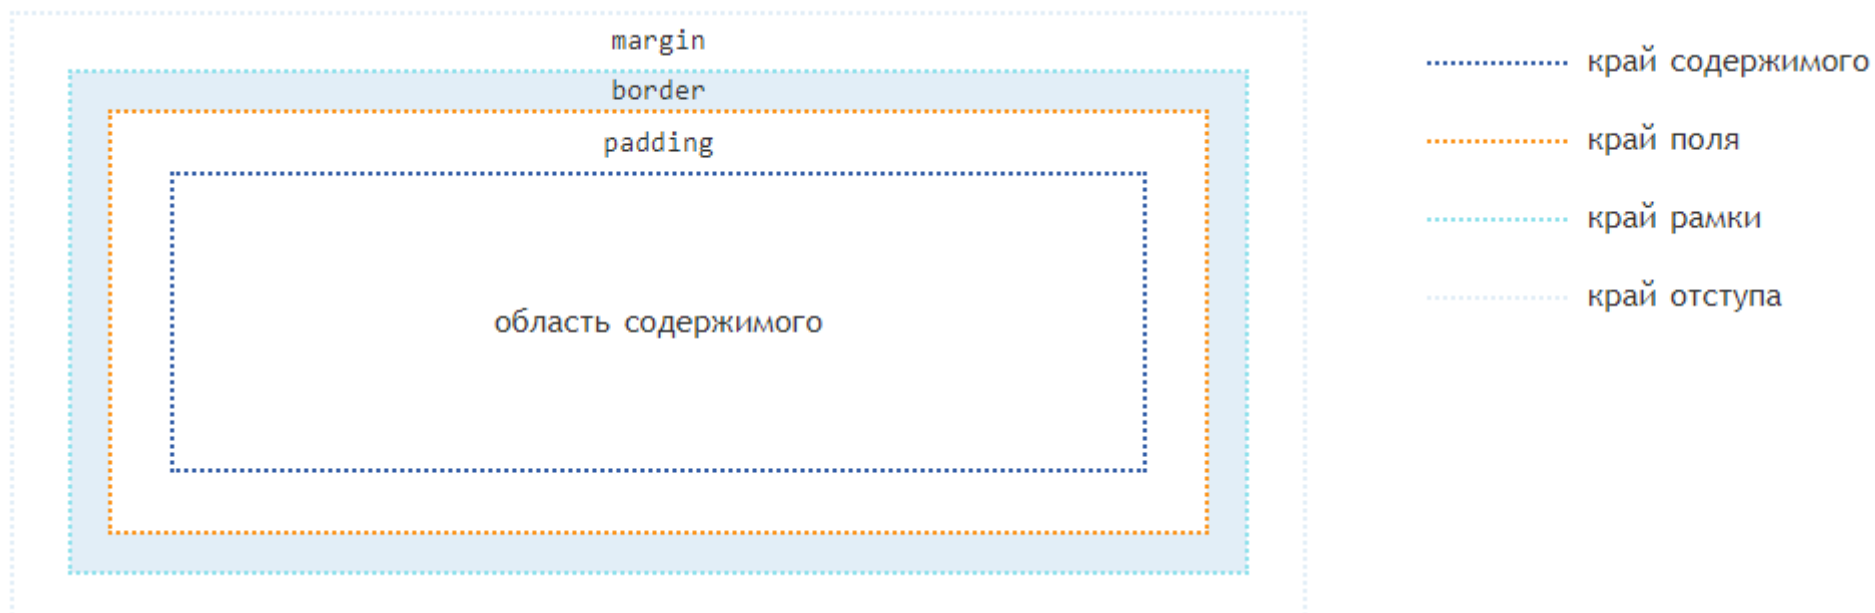 margin
border
padding
область содержимого
край содержимого
край поля
край рамки
край отступа